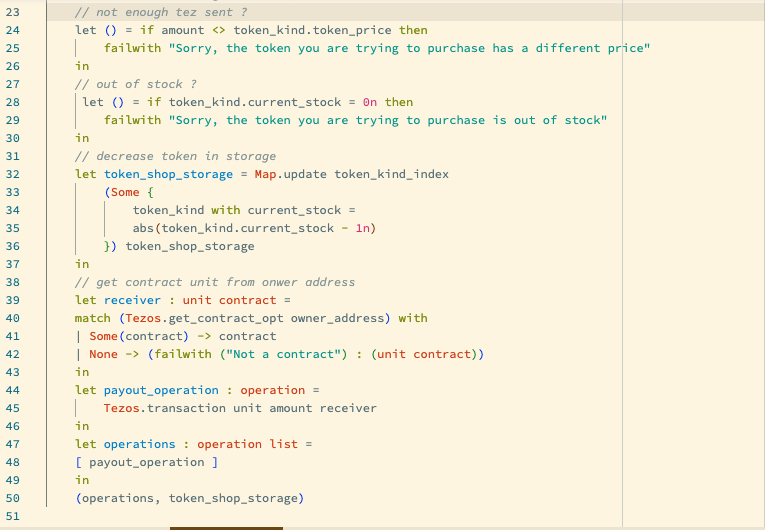 23 // not enough tez sent ?
24 let () = if amount <> token_kind.token_price then
25 failwith "Sorry, the token you are trying to purchase has a different price"
26 in
27 // out of stock ?
28 let () = if token_kind.current_stock = 0n then
29 failwith "Sorry, the token you are trying to purchase is out of stock"
30 in
31 // decrease token in storage
32 let token_shop_storage = Map.update token_kind_index
33 (Some {
34 token_kind with current_stock =
35 abs(token_kind.current_stock - 1n)
36 }) token_shop_storage
37 in
38 // get contract unit from onwer address
39 let receiver : unit contract =
40 match (Tezos.get_contract_opt owner_address) with
41 | Some(contract) -> contract
42 | None -> (failwith ("Not a contract") : (unit contract))
43 in
44 let payout_operation : operation =
45 Tezos.transaction unit amount receiver
46 in
47 let operations : operation list =
48 [ payout_operation ]
49 in
50 (operations, token_shop_storage)
51